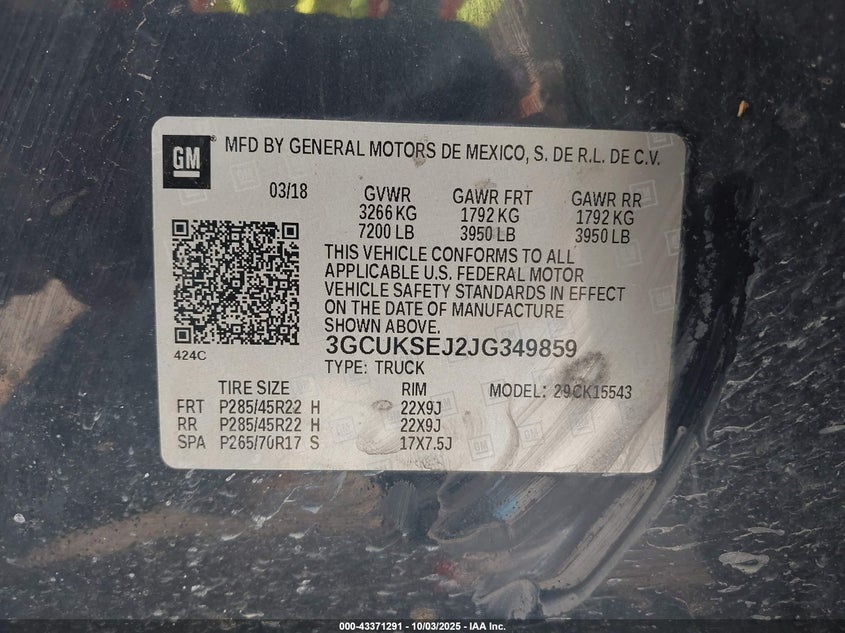 GM
MFD BY GENERAL MOTORS DE MEXICO, S. DE R.L. DE C.V.
03/18 GVWR GAWR FRT GAWR RR
3266 KG 1792 KG 1792 KG
7200 LB 3950 LB 3950 LB
THIS VEHICLE CONFORMS TO ALL
APPLICABLE U.S. FEDERAL MOTOR
VEHICLE SAFETY STANDARDS IN EFFECT
ON THE DATE OF MANUFACTURE
SHOWN ABOVE.
424C
3GCUKSEJ2JG349859
TYPE: TRUCK
TIRE SIZE RIM MODEL: 29CK15543
FRT P285/45R22 H 22X9J
RR P285/45R22 H 22X9J
SPA P265/70R17 S 17X7.5J
000-43371291 - 10/03/2025 - IAA Inc.